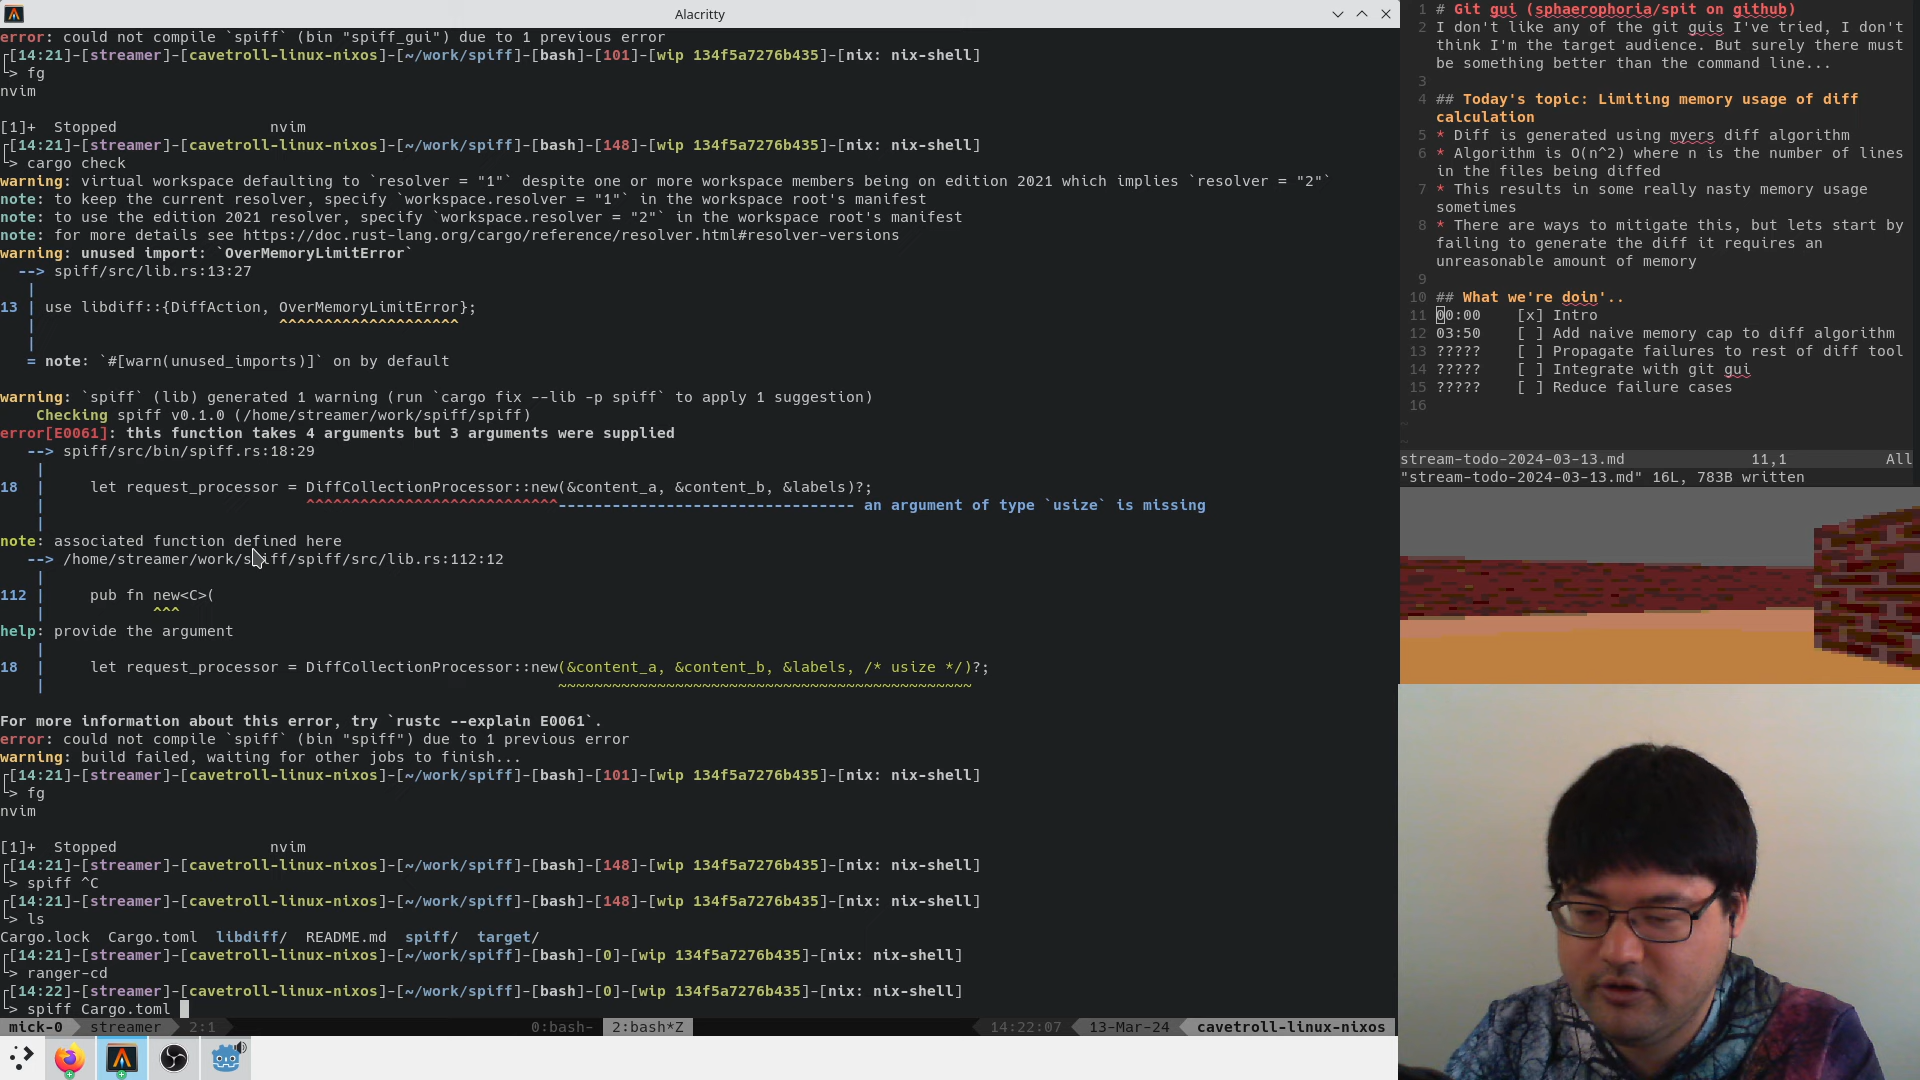 Alacritty
error: could not compile `spiff` (bin "spiff_gui") due to 1 previous error
┌[14:21]-[streamer]-[cavetroll-linux-nixos]-[~/work/spiff]-[bash]-[101]-[wip 134f5a7276b435]-[nix: nix-shell]
└> fg
nvim
[1]+  Stopped                 nvim
┌[14:21]-[streamer]-[cavetroll-linux-nixos]-[~/work/spiff]-[bash]-[148]-[wip 134f5a7276b435]-[nix: nix-shell]
└> cargo check
warning: virtual workspace defaulting to `resolver = "1"` despite one or more workspace members being on edition 2021 which implies `resolver = "2"`
note: to keep the current resolver, specify `workspace.resolver = "1"` in the workspace root's manifest
note: to use the edition 2021 resolver, specify `workspace.resolver = "2"` in the workspace root's manifest
note: for more details see https://doc.rust-lang.org/cargo/reference/resolver.html#resolver-versions
warning: unused import: `OverMemoryLimitError`
  --> spiff/src/lib.rs:13:27
   |
13 | use libdiff::{DiffAction, OverMemoryLimitError};
   |                           ^^^^^^^^^^^^^^^^^^^^
   |
   = note: `#[warn(unused_imports)]` on by default
warning: `spiff` (lib) generated 1 warning (run `cargo fix --lib -p spiff` to apply 1 suggestion)
    Checking spiff v0.1.0 (/home/streamer/work/spiff/spiff)
error[E0061]: this function takes 4 arguments but 3 arguments were supplied
   --> spiff/src/bin/spiff.rs:18:29
    |
18  |     let request_processor = DiffCollectionProcessor::new(&content_a, &content_b, &labels)?;
    |                             ^^^^^^^^^^^^^^^^^^^^^^^^^^^^--------------------------------- an argument of type `usize` is missing
    |
note: associated function defined here
   --> /home/streamer/work/spiff/spiff/src/lib.rs:112:12
    |
112 |     pub fn new<C>(
    |            ^^^
help: provide the argument
    |
18  |     let request_processor = DiffCollectionProcessor::new(&content_a, &content_b, &labels, /* usize */)?;
    |                                                         ~~~~~~~~~~~~~~~~~~~~~~~~~~~~~~~~~~~~~~~~~~~~~~
For more information about this error, try `rustc --explain E0061`.
error: could not compile `spiff` (bin "spiff") due to 1 previous error
warning: build failed, waiting for other jobs to finish...
┌[14:21]-[streamer]-[cavetroll-linux-nixos]-[~/work/spiff]-[bash]-[101]-[wip 134f5a7276b435]-[nix: nix-shell]
└> fg
nvim
[1]+  Stopped                 nvim
┌[14:21]-[streamer]-[cavetroll-linux-nixos]-[~/work/spiff]-[bash]-[148]-[wip 134f5a7276b435]-[nix: nix-shell]
└> spiff ^C
┌[14:21]-[streamer]-[cavetroll-linux-nixos]-[~/work/spiff]-[bash]-[148]-[wip 134f5a7276b435]-[nix: nix-shell]
└> ls
Cargo.lock  Cargo.toml  libdiff/  README.md  spiff/  target/
┌[14:21]-[streamer]-[cavetroll-linux-nixos]-[~/work/spiff]-[bash]-[0]-[wip 134f5a7276b435]-[nix: nix-shell]
└> ranger-cd
┌[14:22]-[streamer]-[cavetroll-linux-nixos]-[~/work/spiff]-[bash]-[0]-[wip 134f5a7276b435]-[nix: nix-shell]
└> spiff Cargo.toml
mick-0 streamer 2:1 0:bash- 2:bash*Z 14:22:07 13-Mar-24 cavetroll-linux-nixos
1 # Git gui (sphaerophoria/spit on github)
2 I don't like any of the git guis I've tried, I don't
think I'm the target audience. But surely there must
be something better than the command line...
3
4 ## Today's topic: Limiting memory usage of diff
calculation
5 * Diff is generated using myers diff algorithm
6 * Algorithm is O(n^2) where n is the number of lines
in the files being diffed
7 * This results in some really nasty memory usage
sometimes
8 * There are ways to mitigate this, but lets start by
failing to generate the diff it requires an
unreasonable amount of memory
9
10 ## What we're doin'..
11 00:00    [x] Intro
12 03:50    [ ] Add naive memory cap to diff algorithm
13 ?????    [ ] Propagate failures to rest of diff tool
14 ?????    [ ] Integrate with git gui
15 ?????    [ ] Reduce failure cases
16
~
~
stream-todo-2024-03-13.md 11,1 All
"stream-todo-2024-03-13.md" 16L, 783B written